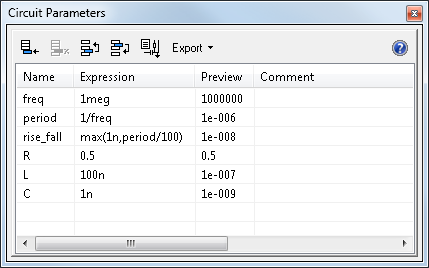 Circuit Parameters
Export
Name Expression Preview Comment
freq 1meg 1000000
period 1/freq 1e-006
rise_fall max(1n,period/100) 1e-008
R 0.5 0.5
L 100n 1e-007
C 1n 1e-009